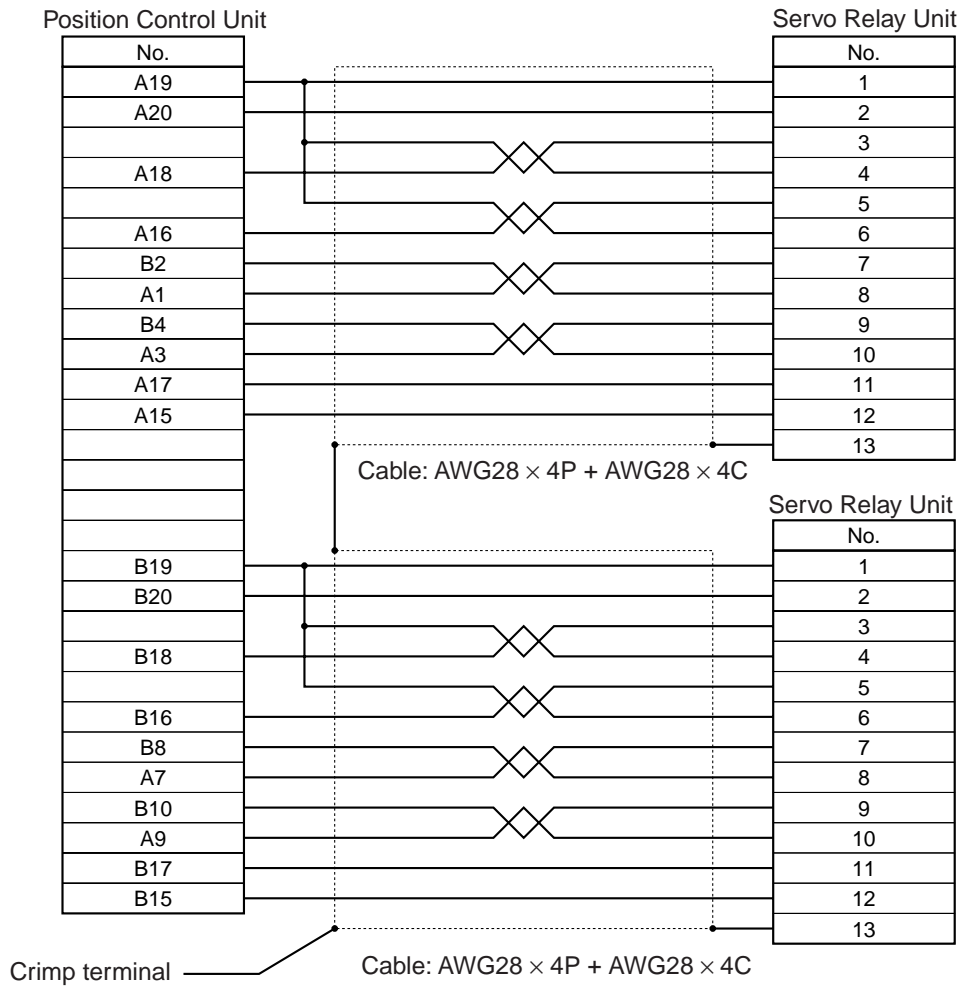 Position Control Unit
No.
A19
A20
A18
A16
B2
A1
B4
A3
A17
A15
B19
B20
B18
B16
B8
A7
B10
A9
B17
B15
Servo Relay Unit
No.
1
2
3
4
5
6
7
8
9
10
11
12
13
Cable: AWG28 × 4P + AWG28 × 4C
Servo Relay Unit
No.
1
2
3
4
5
6
7
8
9
10
11
12
13
Crimp terminal
Cable: AWG28 × 4P + AWG28 × 4C